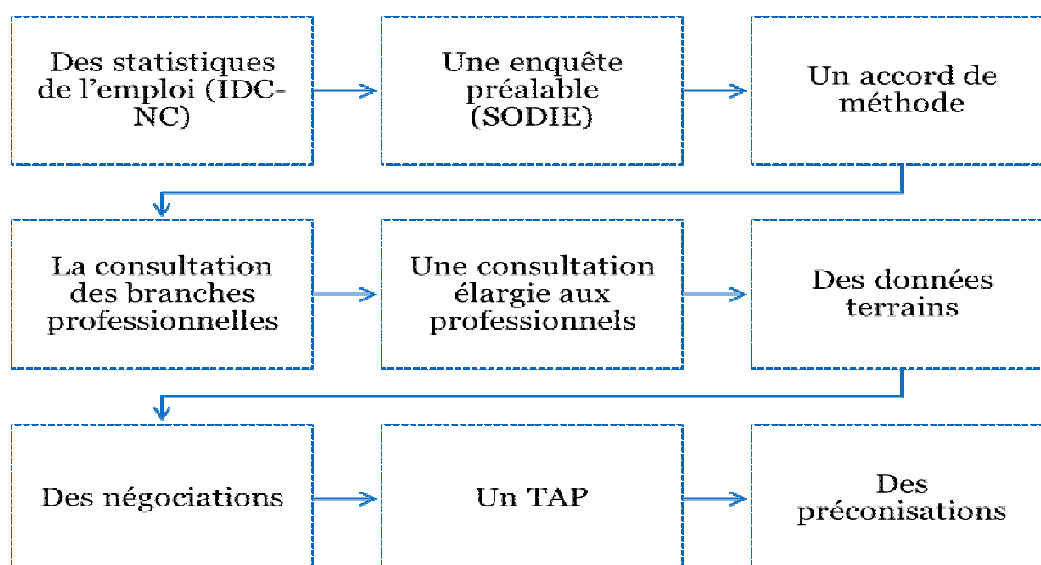 Des statistiques
de l'emploi (IDC-
NC)
Une enquête
préalable
(SODIE)
Un accord de
méthode
La consultation
des branches
professionnelles
Une consultation
élargie aux
professionnels
Des données
terrains
Des négociations
Un TAP
Des
préconisations